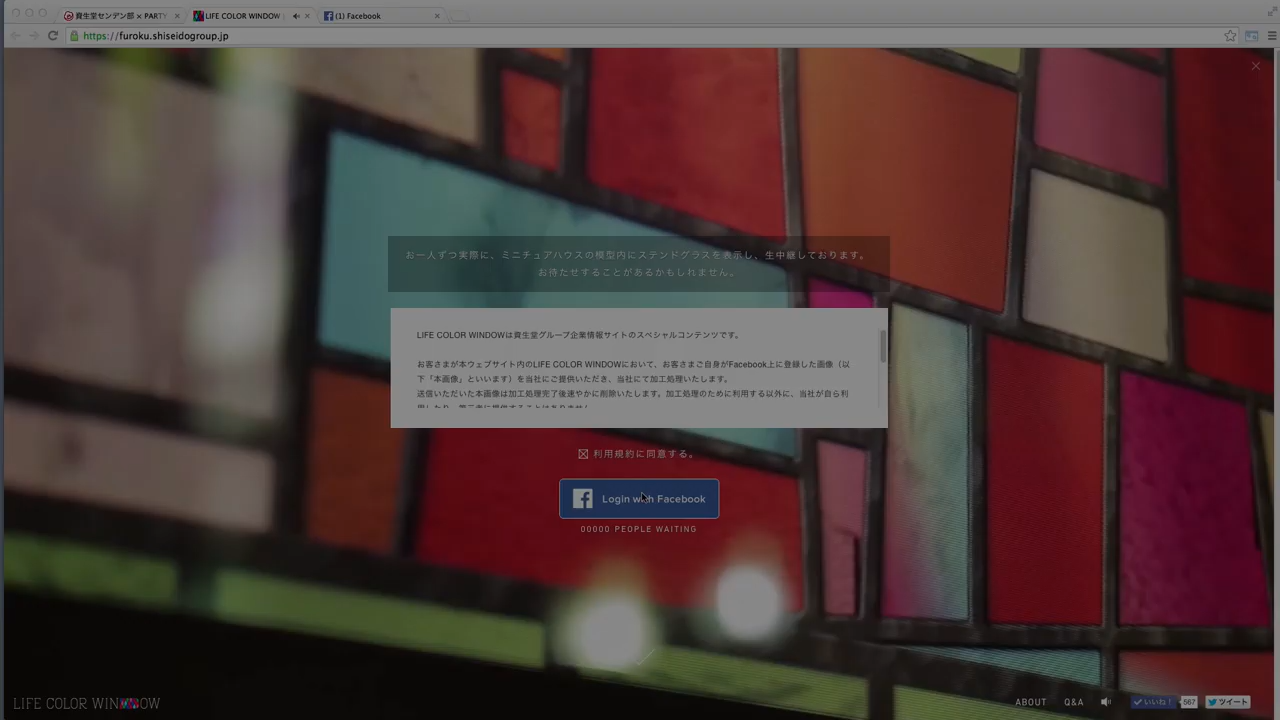 資生堂センデン部 × PARTY
LIFE COLOR WINDOW
(1) Facebook
https://furoku.shiseidogroup.jp
お一人ずつ実際に、ミニチュアハウスの模型内にステンドグラスを表示し、生中継しております。
お待たせすることがあるかもしれません。
LIFE COLOR WINDOWは資生堂グループ企業情報サイトのスペシャルコンテンツです。
お客さまが本ウェブサイト内のLIFE COLOR WINDOWにおいて、お客さまご自身がFacebook上に登録した画像（以
下「本画像」といいます）を当社にご提供いただき、当社にて加工処理いたします。
送信いただいた本画像は加工処理完了後速やかに削除いたします。加工処理のために利用する以外に、当社が自ら利
利用規約に同意する。
Login with Facebook
00000 PEOPLE WAITING
LIFE COLOR WINDOW
ABOUT
Q&A
いいね！
567
ツイート